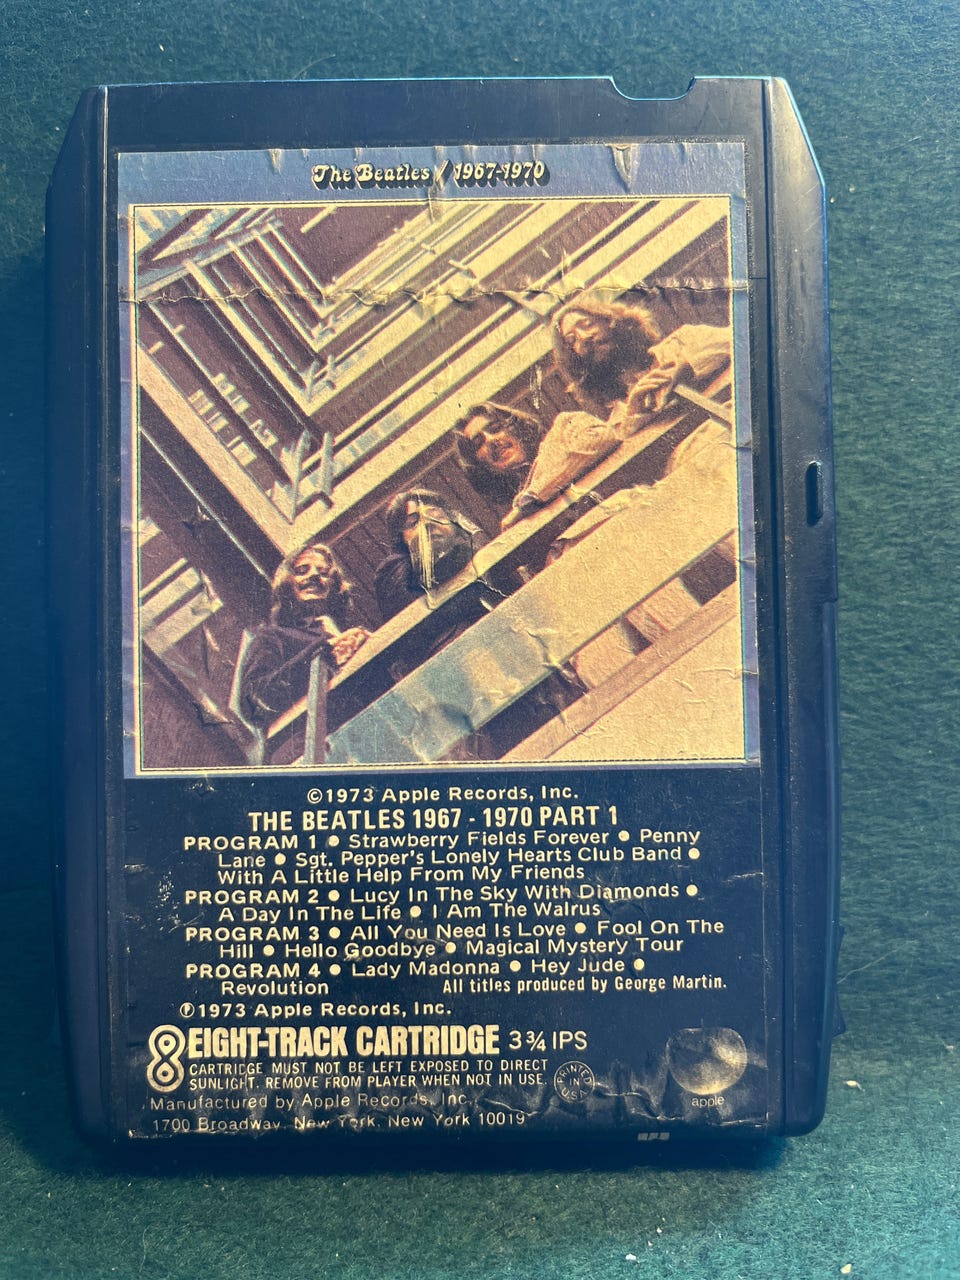 The Beatles / 1967-1970
©1973 Apple Records, Inc.
THE BEATLES 1967 - 1970 PART 1
PROGRAM 1 ● Strawberry Fields Forever ● Penny
Lane ● Sgt. Pepper's Lonely Hearts Club Band ●
With A Little Help From My Friends
PROGRAM 2 ● Lucy In The Sky With Diamonds ●
A Day In The Life ● I Am The Walrus
PROGRAM 3 ● All You Need Is Love ● Fool On The
Hill ● Hello Goodbye ● Magical Mystery Tour
PROGRAM 4 ● Lady Madonna ● Hey Jude ●
Revolution All titles produced by George Martin.
℗1973 Apple Records, Inc.
8 EIGHT-TRACK CARTRIDGE 3¾ IPS
CARTRIDGE MUST NOT BE LEFT EXPOSED TO DIRECT
SUNLIGHT. REMOVE FROM PLAYER WHEN NOT IN USE.
PRINTED
IN
U.S.A.
Manufactured by Apple Records, Inc.,
1700 Broadway, New York, New York 10019
apple